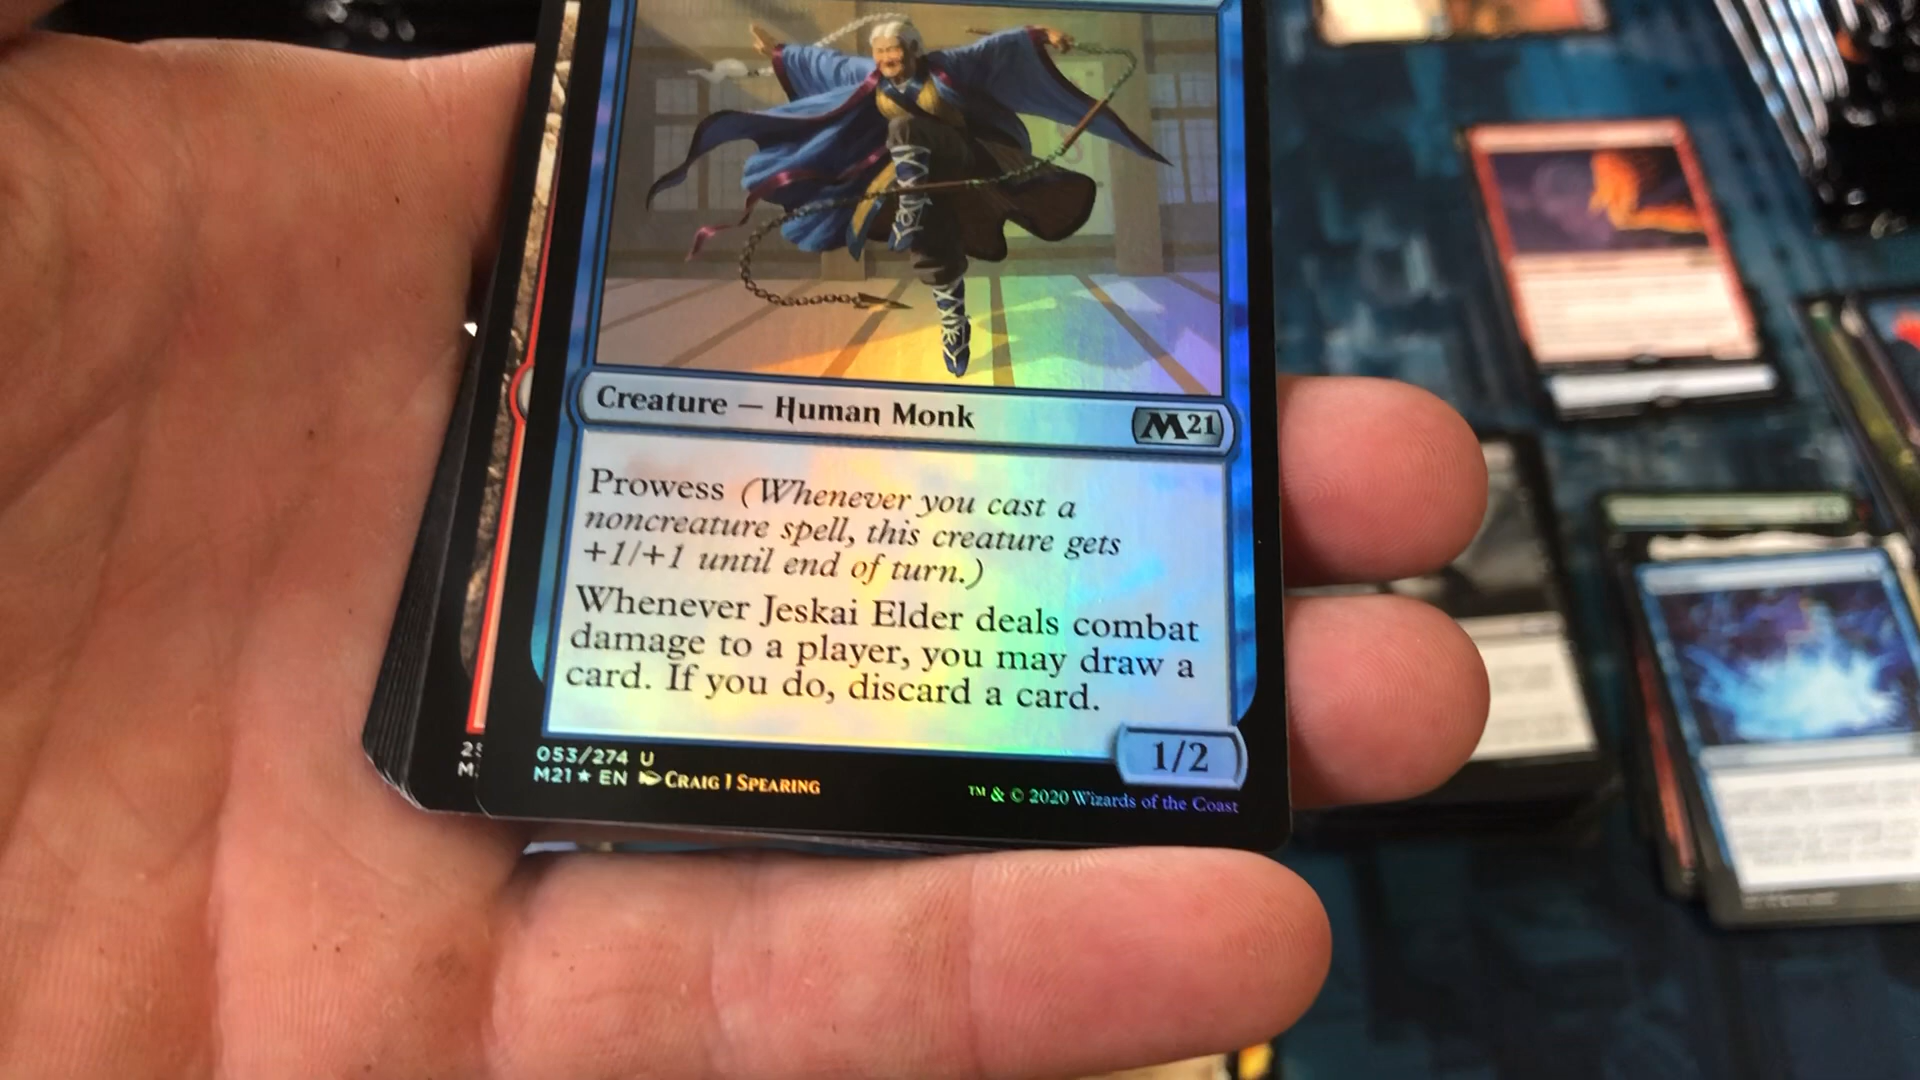 Creature — Human Monk
M21
Prowess (Whenever you cast a
noncreature spell, this creature gets
+1/+1 until end of turn.)
Whenever Jeskai Elder deals combat
damage to a player, you may draw a
card. If you do, discard a card.
1/2
053/274 U
M21★EN Craig J Spearing
™ & © 2020 Wizards of the Coast